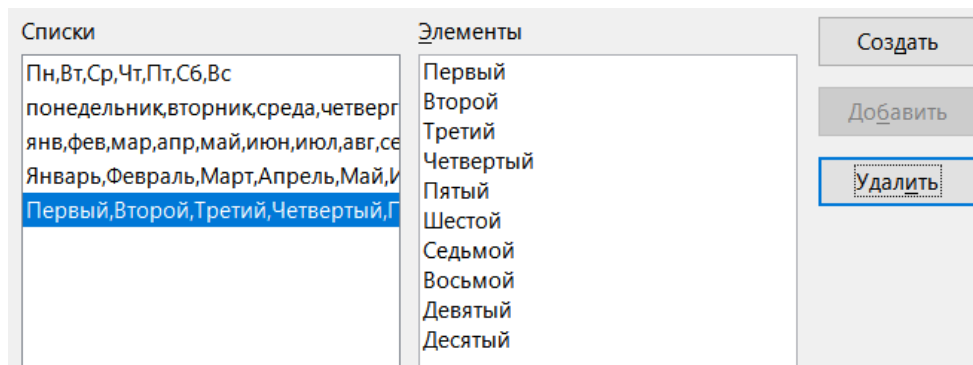 Списки
Пн,Вт,Ср,Чт,Пт,Сб,Вс
понедельник,вторник,среда,четверг
янв,фев,мар,апр,май,июн,июл,авг,се
Январь,Февраль,Март,Апрель,Май,И
Первый,Второй,Третий,Четвертый,П
Элементы
Первый
Второй
Третий
Четвертый
Пятый
Шестой
Седьмой
Восьмой
Девятый
Десятый
Создать
Добавить
Удалить